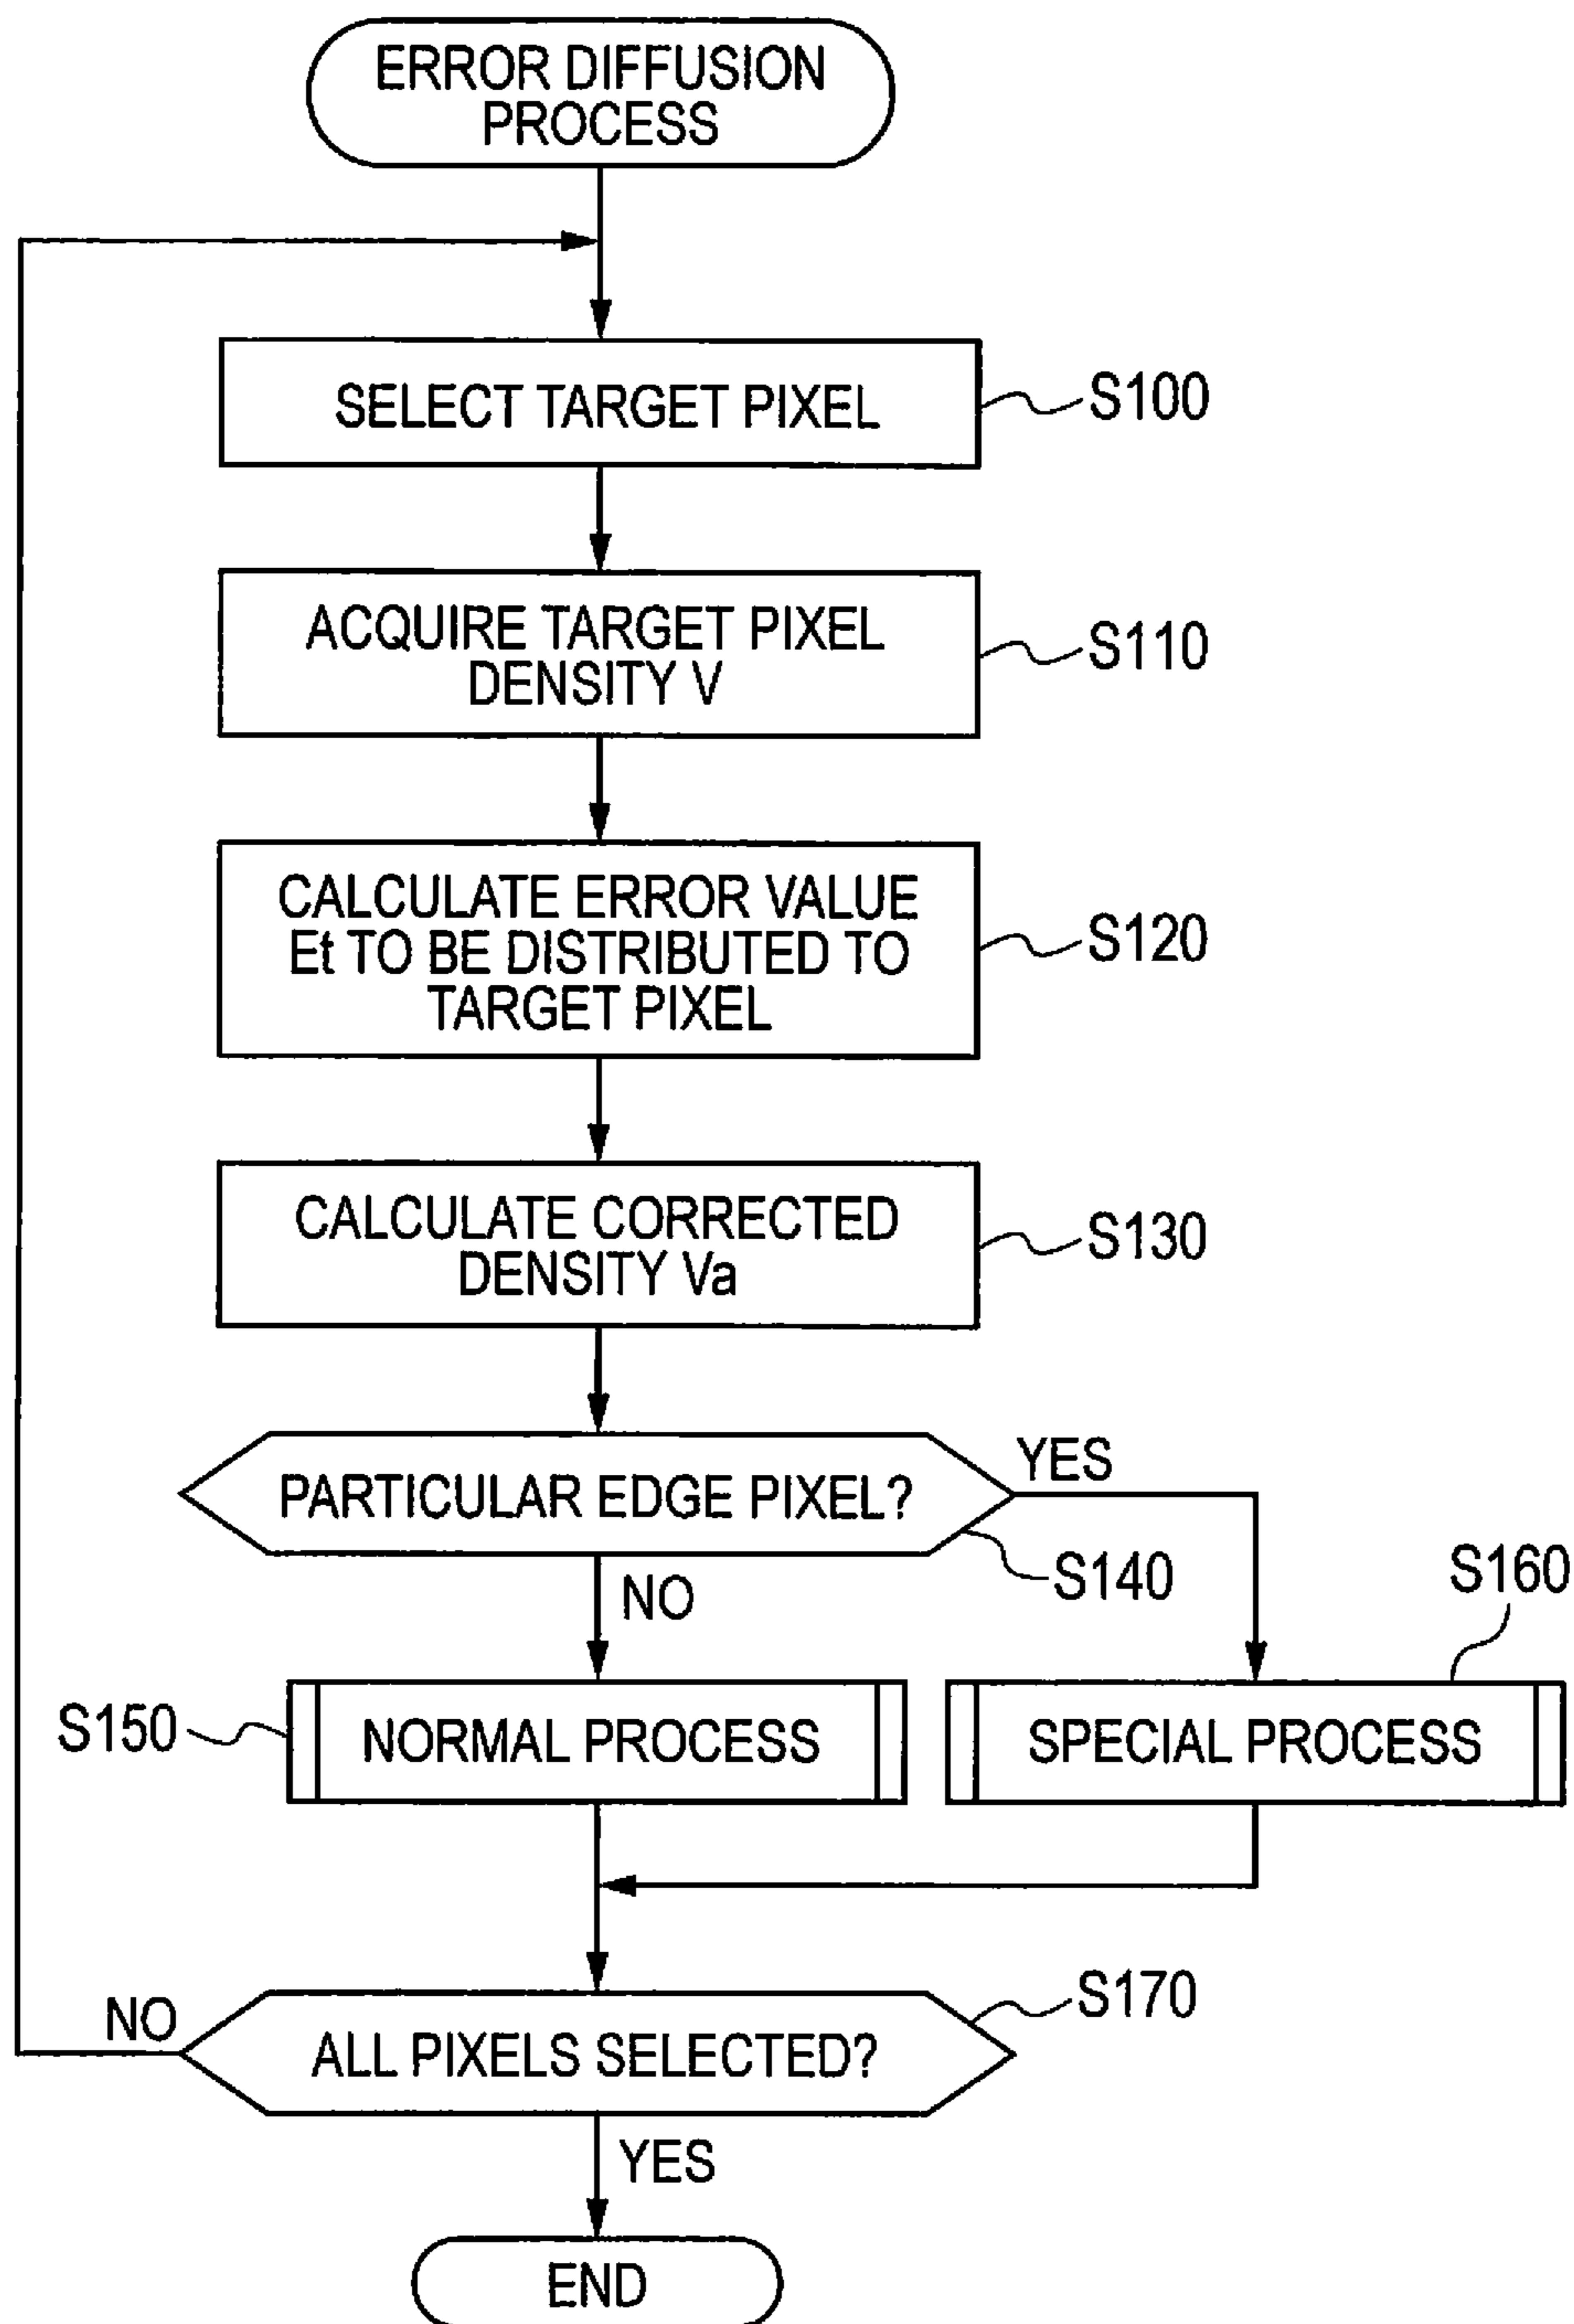 ERROR DIFFUSION
PROCESS
SELECT TARGET PIXEL
S100
ACQUIRE TARGET PIXEL
DENSITY V
S110
CALCULATE ERROR VALUE
Et TO BE DISTRIBUTED TO
TARGET PIXEL
S120
CALCULATE CORRECTED
DENSITY Va
S130
PARTICULAR EDGE PIXEL?
YES
S140
NO
S160
S150
NORMAL PROCESS
SPECIAL PROCESS
S170
NO
ALL PIXELS SELECTED?
YES
END